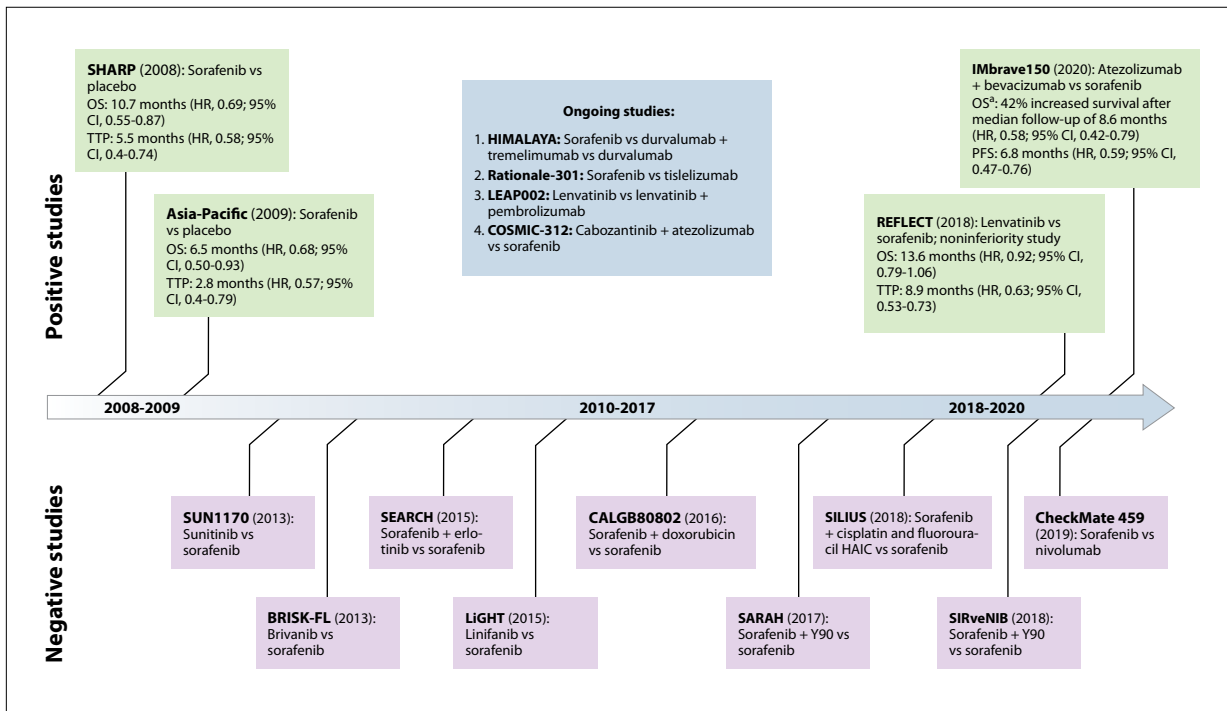 Positive studies
SHARP (2008): Sorafenib vs
placebo
OS: 10.7 months (HR, 0.69; 95%
CI, 0.55-0.87)
TTP: 5.5 months (HR, 0.58; 95%
CI, 0.4-0.74)
Asia-Pacific (2009): Sorafenib
vs placebo
OS: 6.5 months (HR, 0.68; 95%
CI, 0.50-0.93)
TTP: 2.8 months (HR, 0.57; 95%
CI, 0.4-0.79)
Ongoing studies:
1. HIMALAYA: Sorafenib vs durvalumab +
tremelimumab vs durvalumab
2. Rationale-301: Sorafenib vs tislelizumab
3. LEAP002: Lenvatinib vs lenvatinib +
pembrolizumab
4. COSMIC-312: Cabozantinib + atezolizumab
vs sorafenib
IMbrave150 (2020): Atezolizumab
+ bevacizumab vs sorafenib
OSª: 42% increased survival after
median follow-up of 8.6 months
(HR, 0.58; 95% CI, 0.42-0.79)
PFS: 6.8 months (HR, 0.59; 95% CI,
0.47-0.76)
REFLECT (2018): Lenvatinib vs
sorafenib; noninferiority study
OS: 13.6 months (HR, 0.92; 95% CI,
0.79-1.06)
TTP: 8.9 months (HR, 0.63; 95% CI,
0.53-0.73)
2008-2009
2010-2017
2018-2020
Negative studies
SUN1170 (2013):
Sunitinib vs
sorafenib
BRISK-FL (2013):
Brivanib vs
sorafenib
SEARCH (2015):
Sorafenib + erlo-
tinib vs sorafenib
LiGHT (2015):
Linifanib vs
sorafenib
CALGB80802 (2016):
Sorafenib + doxorubicin
vs sorafenib
SARAH (2017):
Sorafenib + Y90 vs
sorafenib
SILIUS (2018): Sorafenib
+ cisplatin and fluoroura-
cil HAIC vs sorafenib
SIRveNIB (2018):
Sorafenib + Y90
vs sorafenib
CheckMate 459
(2019): Sorafenib vs
nivolumab